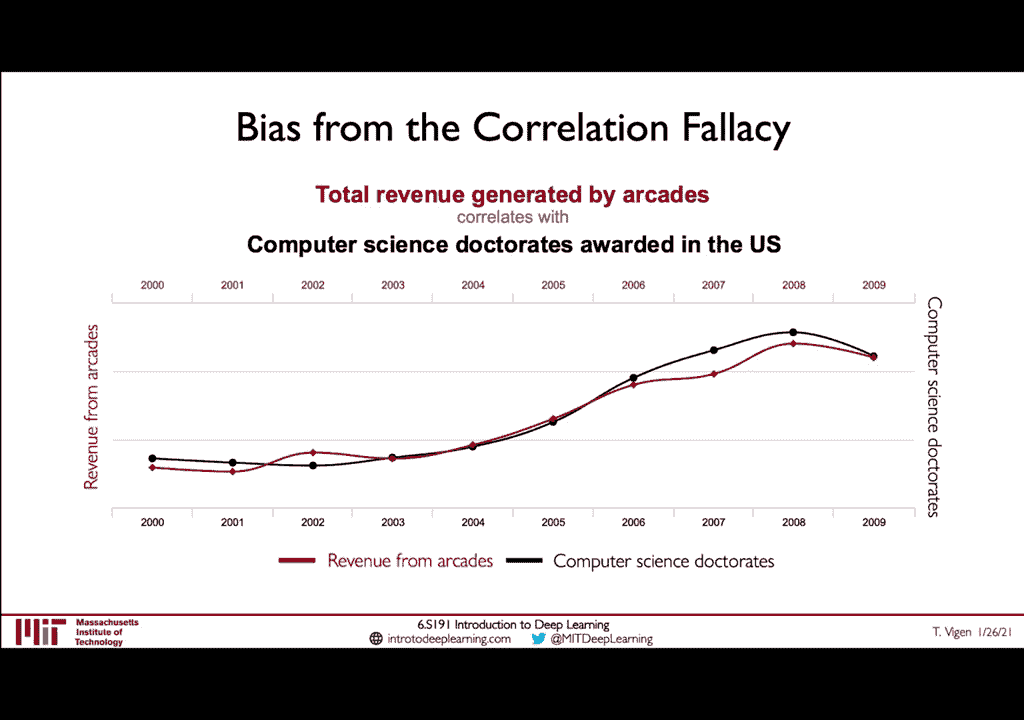 Bias from the Correlation Fallacy
Total revenue generated by arcades
correlates with
Computer science doctorates awarded in the US
2000 2001 2002 2003 2004 2005 2006 2007 2008 2009
Revenue from arcades
Computer science doctorates
2000 2001 2002 2003 2004 2005 2006 2007 2008 2009
Revenue from arcades Computer science doctorates
MIT
Massachusetts
Institute of
Technology
6.S191 Introduction to Deep Learning
introtodeeplearning.com @MITDeepLearning
T. Vigen 1/26/21